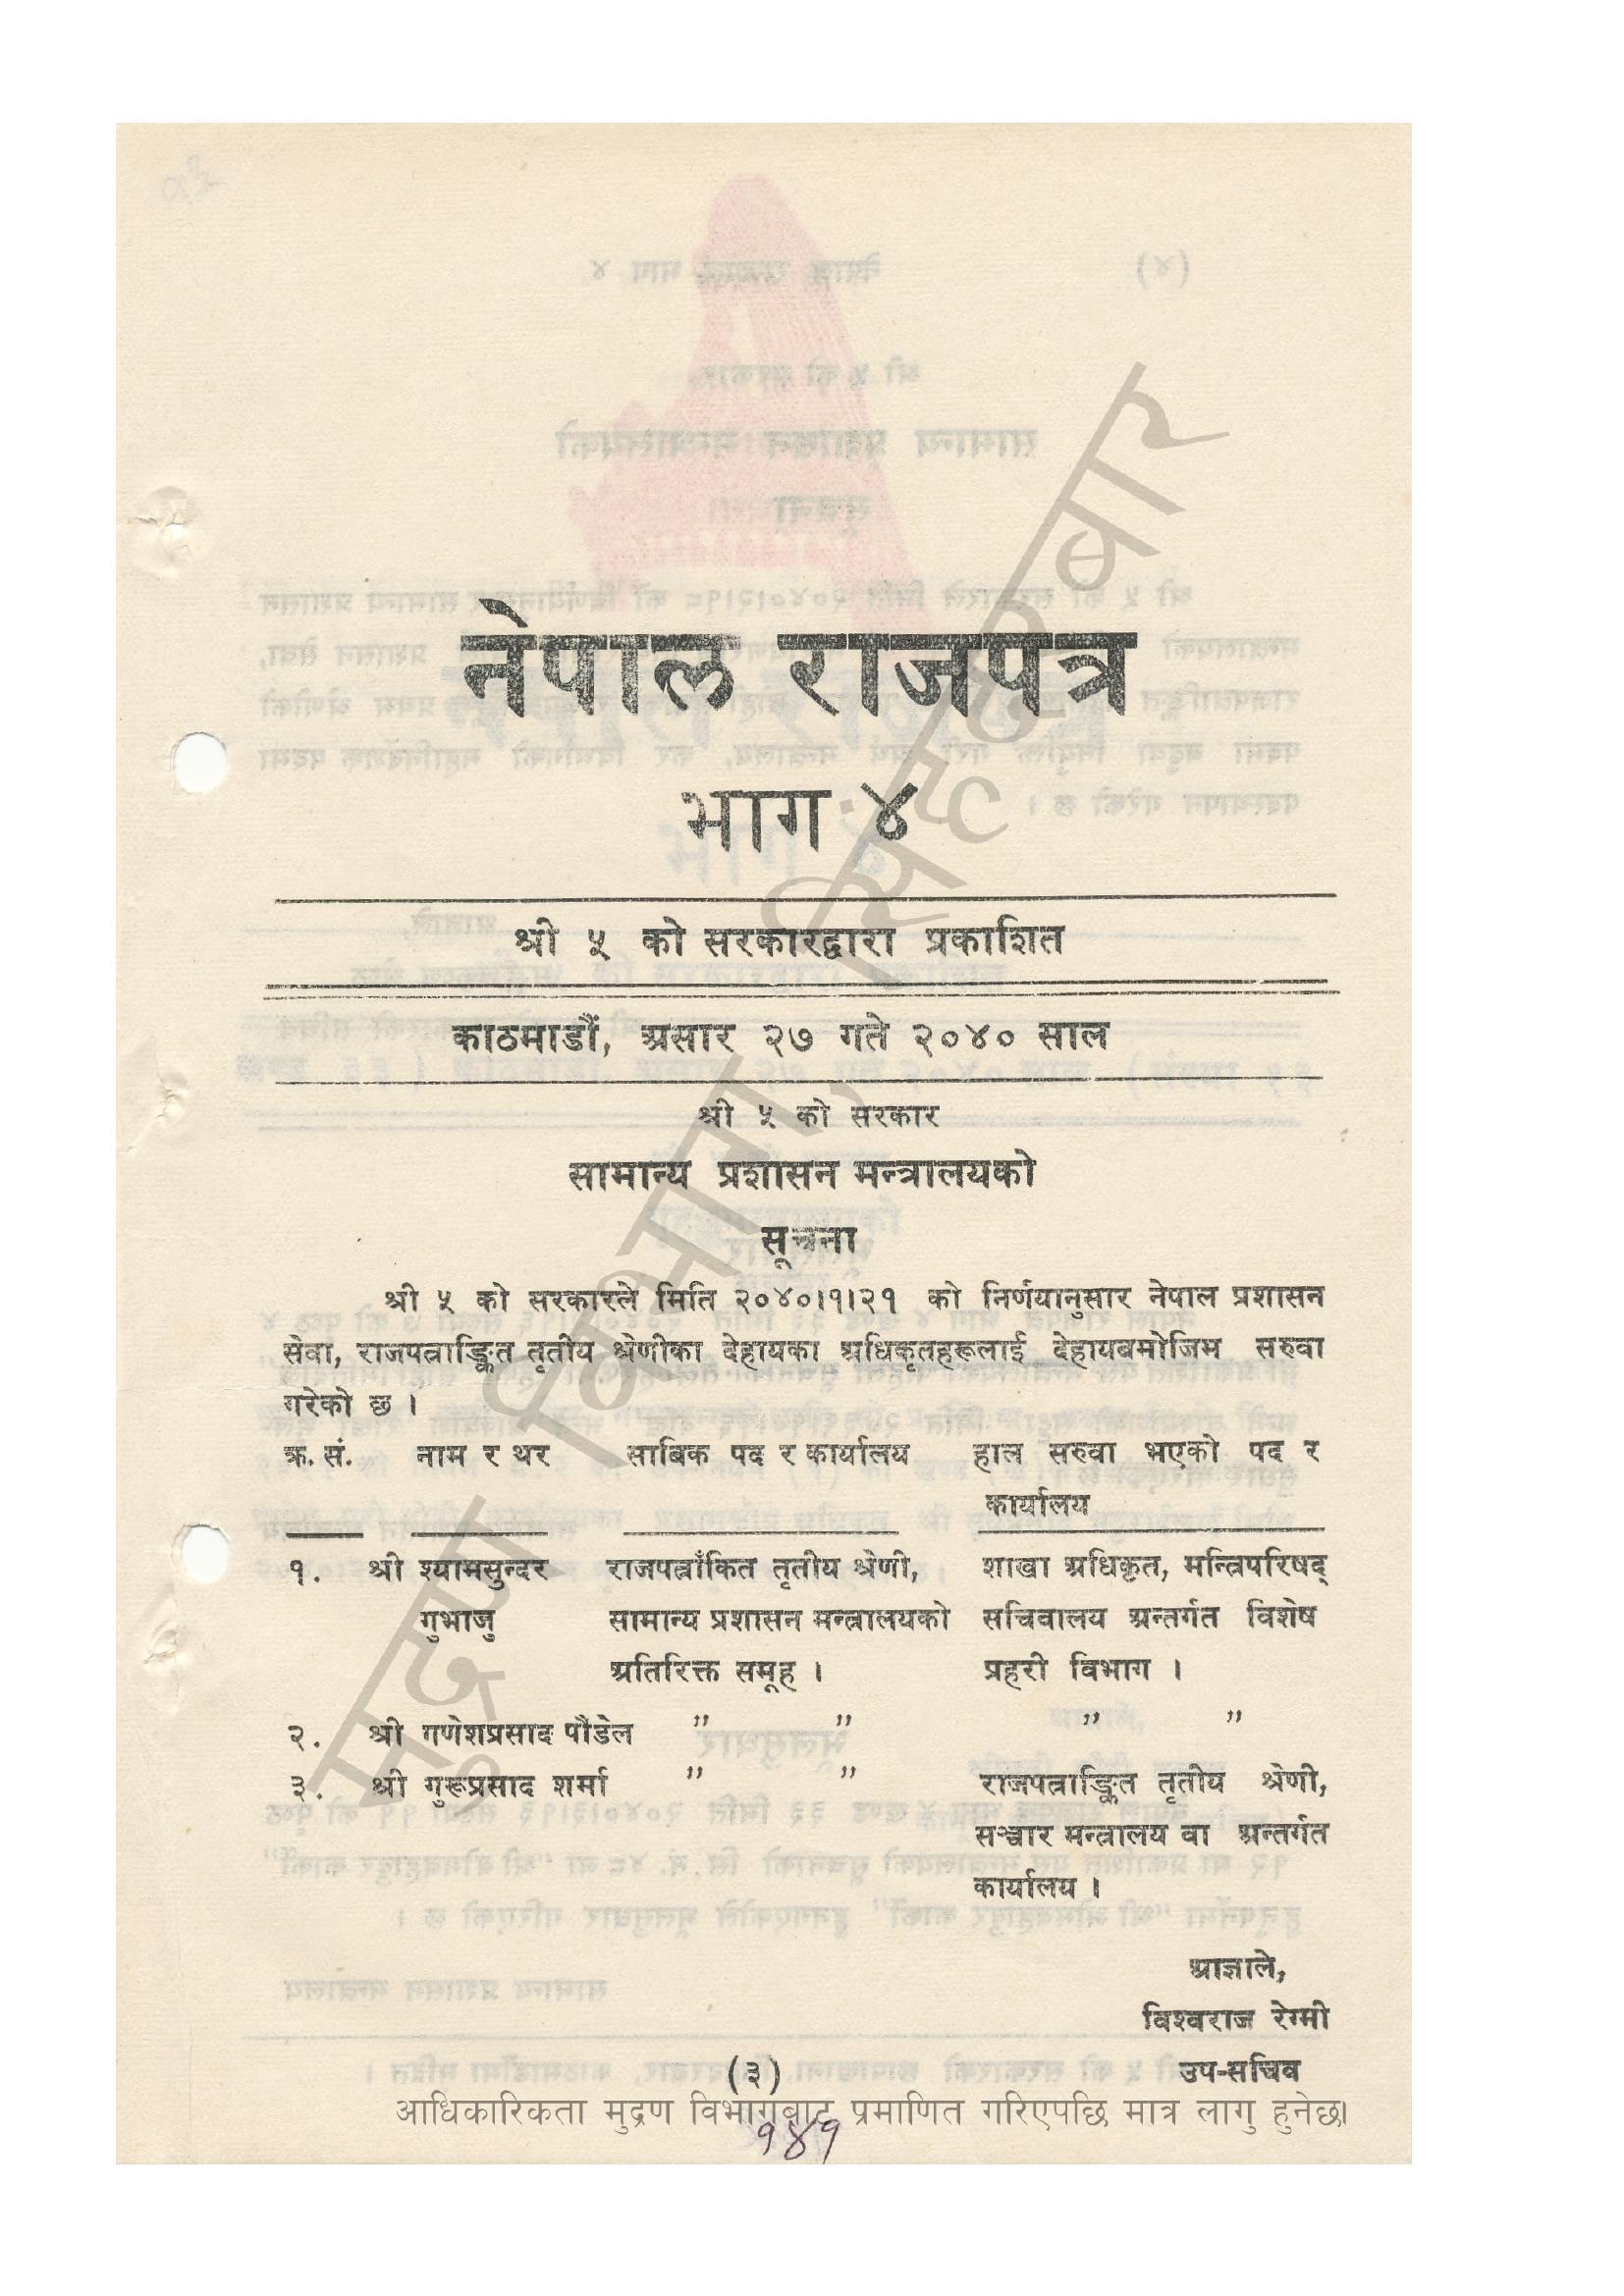 नेपाल राजपत्र
भाग ४
श्री ५ को सरकारद्वारा प्रकाशित
काठमाडौं, असार २७ गते २०४० साल
श्री ५ को सरकार
सामान्य प्रशासन मन्त्रालयको
सूचना
श्री ५ को सरकारले मिति २०४०।१।२१ को निर्णयानुसार नेपाल प्रशासन
सेवा, राजपत्राङ्कित तृतीय श्रेणीका देहायका अधिकृतहरूलाई देहायबमोजिम सरुवा
गरेको छ ।
क्र. सं. नाम र थर साबिक पद र कार्यालय हाल सरुवा भएको पद र
कार्यालय
१. श्री श्यामसुन्दर राजपत्राँकित तृतीय श्रेणी, शाखा अधिकृत, मन्त्रिपरिषद्
गुभाजु सामान्य प्रशासन मन्त्रालयको सचिवालय अन्तर्गत विशेष
अतिरिक्त समूह । प्रहरी विभाग ।
२. श्री गणेशप्रसाद पौडेल " " " "
३. श्री गुरूप्रसाद शर्मा " " राजपत्राङ्कित तृतीय श्रेणी,
सञ्चार मन्त्रालय वा अन्तर्गत
कार्यालय ।
आज्ञाले,
विश्वराज रेग्मी
(३) उप-सचिव
आधिकारिकता मुद्रण विभागबाट प्रमाणित गरिएपछि मात्र लागु हुनेछ।
१४१
मुद्रण विभाग, सिंहदरबार